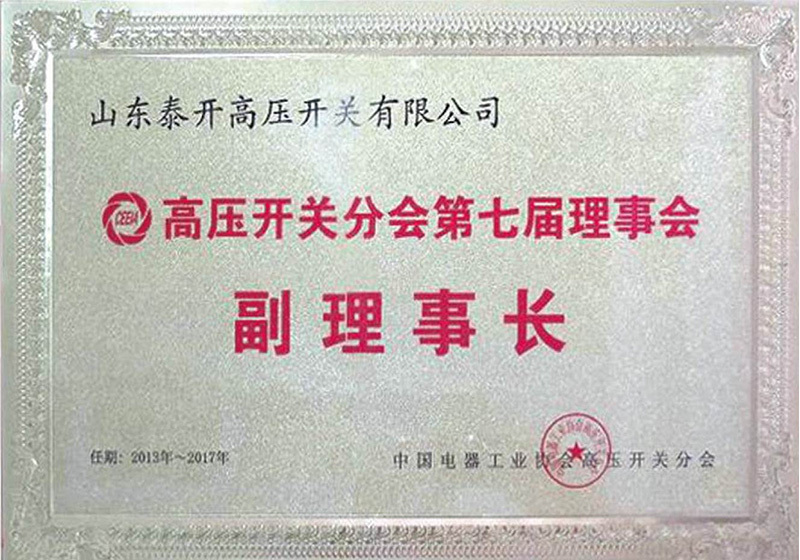 山东泰开高压开关有限公司
CEEIA 高压开关分会第七届理事会
副理事长
任期: 2013年～2017年
中国电器工业协会高压开关分会